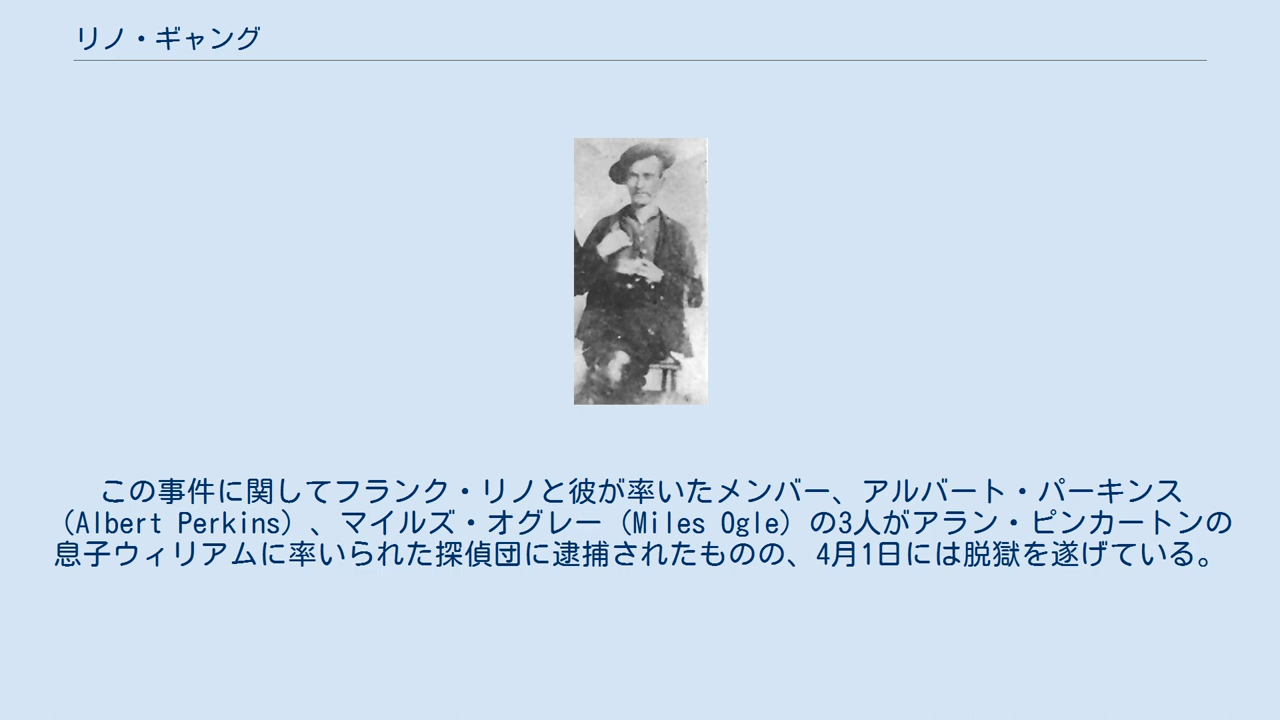 リノ・ギャング
この事件に関してフランク・リノと彼が率いたメンバー、アルバート・パーキンス
（Albert Perkins）、マイルズ・オグレー（Miles Ogle）の3人がアラン・ピンカートンの
息子ウィリアムに率いられた探偵団に逮捕されたものの、4月1日には脱獄を遂げている。